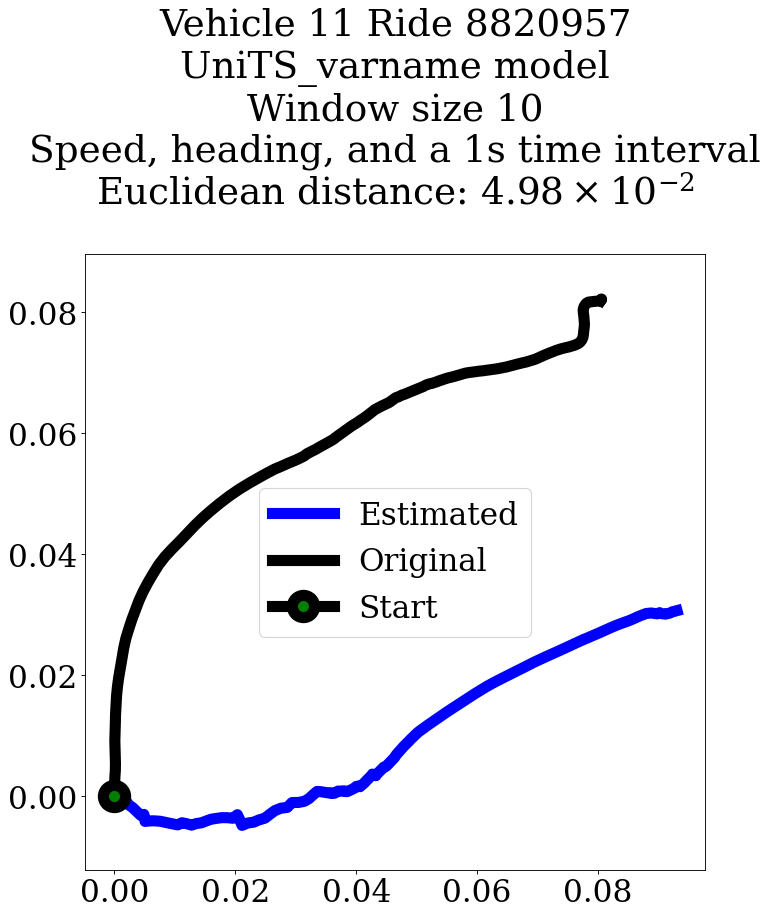 Vehicle 11 Ride 8820957
UniTS_varname model
Window size 10
Speed, heading, and a 1s time interval
Euclidean distance: 4.98 × 10⁻²
0.08
0.06
0.04
0.02
0.00
Estimated
Original
Start
0.00 0.02 0.04 0.06 0.08